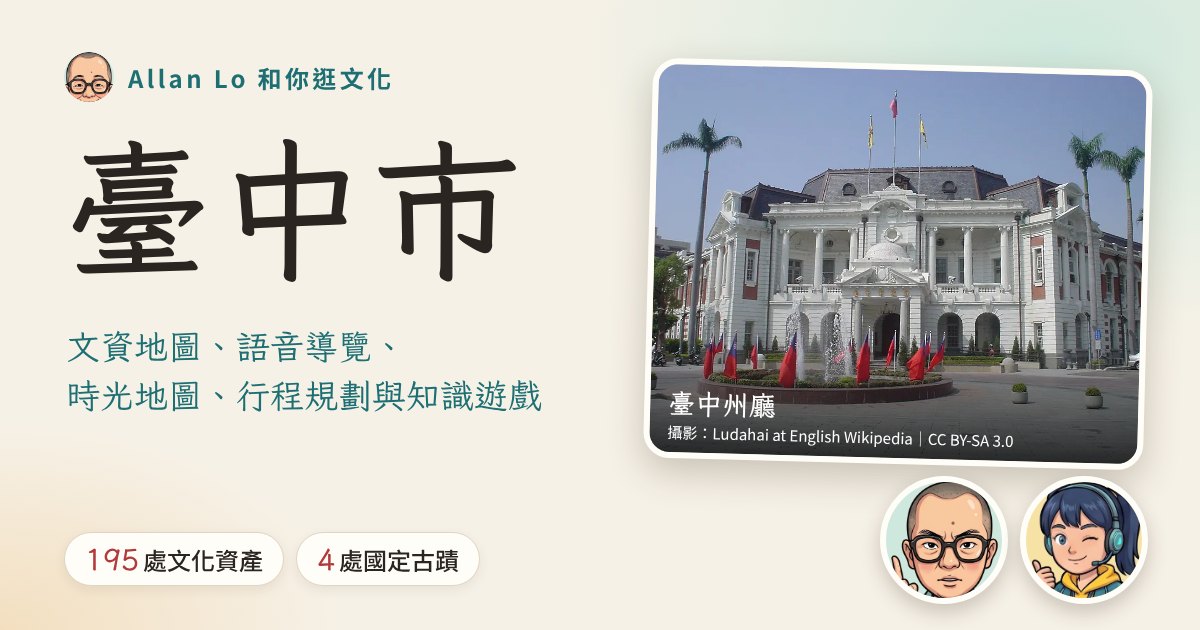 Allan Lo 和你逛文化
臺中市
文資地圖、語音導覽、
時光地圖、行程規劃與知識遊戲
195 處文化資產
4 處國定古蹟
臺中州廳
攝影：Ludahai at English Wikipedia｜CC BY-SA 3.0